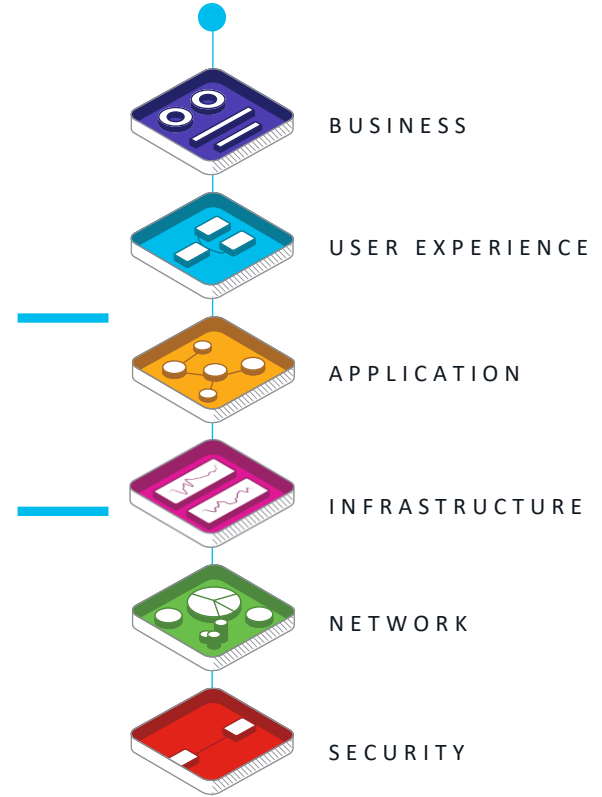 BUSINESS
USER EXPERIENCE
APPLICATION
INFRASTRUCTURE
NETWORK
SECURITY